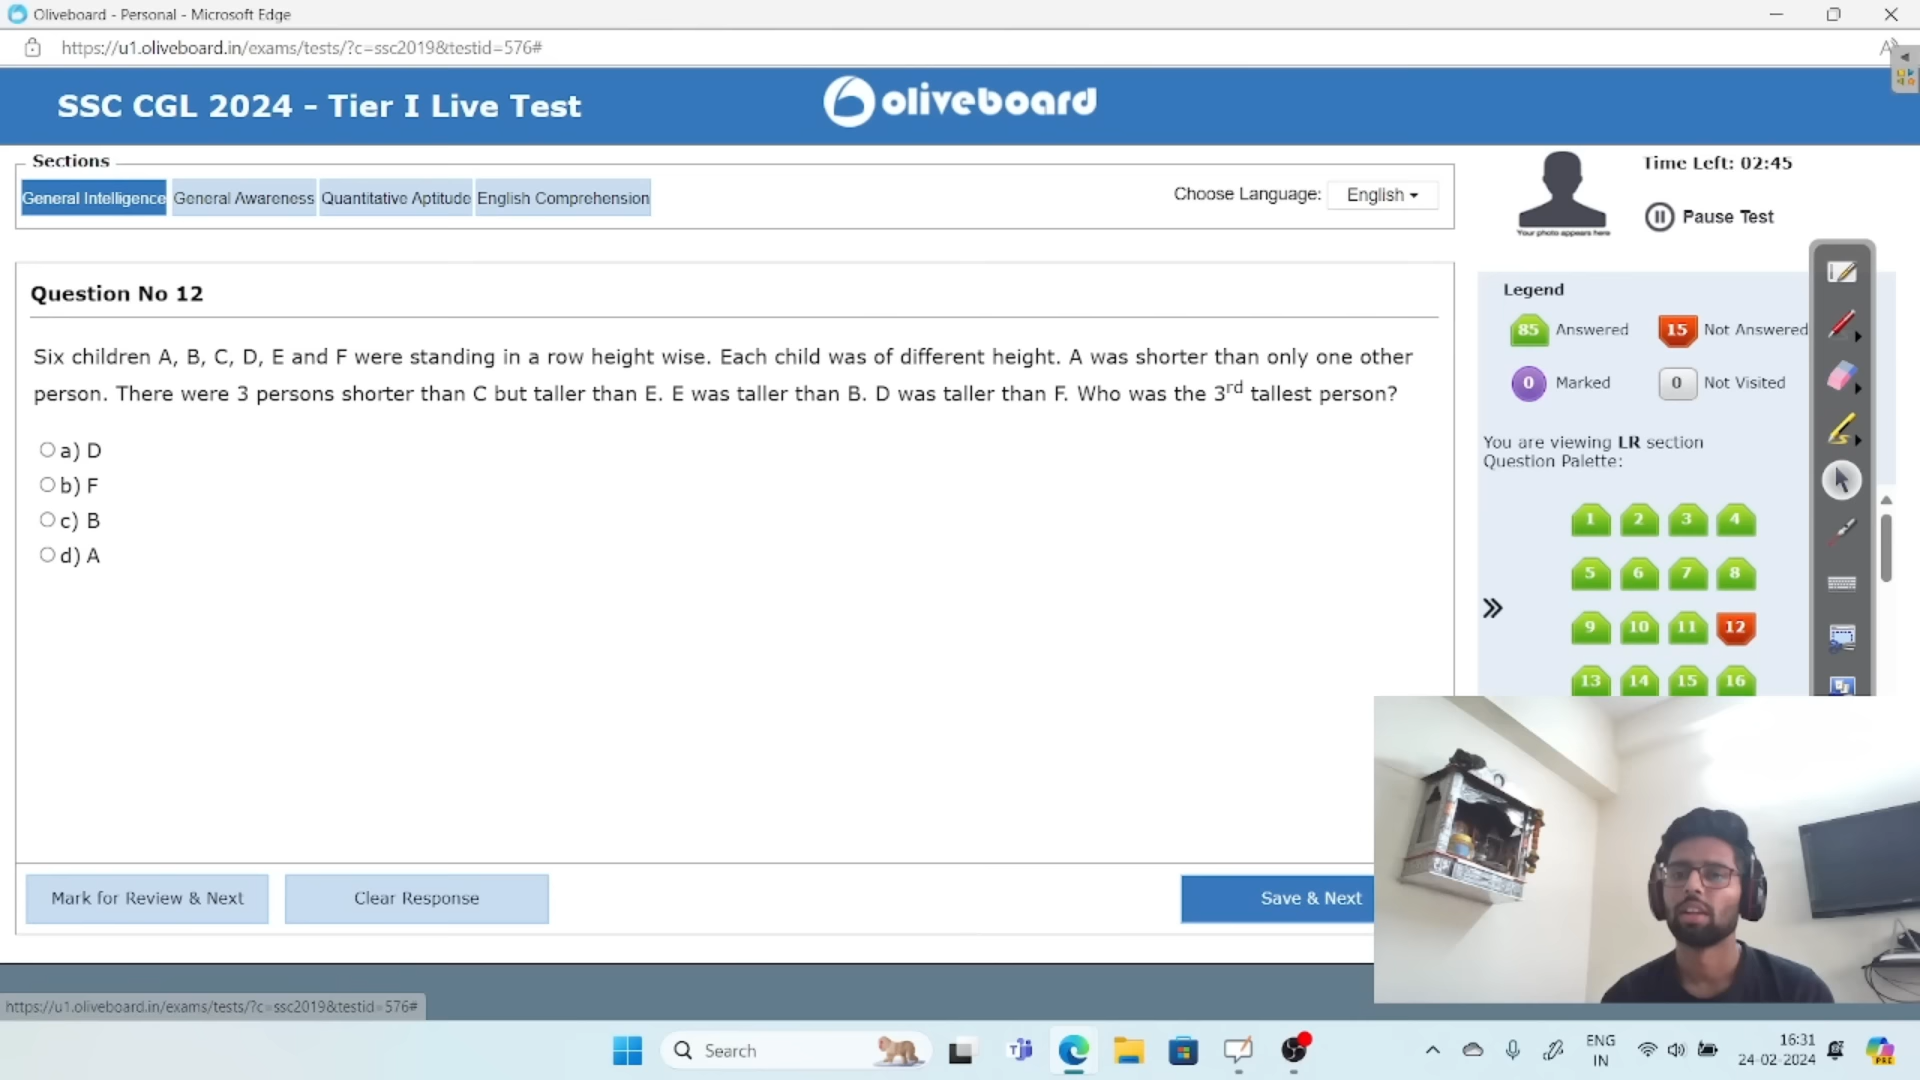 Oliveboard - Personal - Microsoft Edge
https://u1.oliveboard.in/exams/tests/?c=ssc2019&testid=576#
SSC CGL 2024 - Tier I Live Test
oliveboard
Sections
General Intelligence General Awareness Quantitative Aptitude English Comprehension
Choose Language: English
Your photo appears here
Time Left: 02:45
Pause Test
Question No 12
Six children A, B, C, D, E and F were standing in a row height wise. Each child was of different height. A was shorter than only one other
person. There were 3 persons shorter than C but taller than E. E was taller than B. D was taller than F. Who was the 3rd tallest person?
a) D
b) F
c) B
d) A
Legend
85 Answered 15 Not Answered
0 Marked 0 Not Visited
You are viewing LR section
Question Palette:
1 2 3 4
5 6 7 8
9 10 11 12
13 14 15 16
Mark for Review & Next Clear Response Save & Next
https://u1.oliveboard.in/exams/tests/?c=ssc2019&testid=576#
Search
ENG
IN
16:31
24-02-2024
PRE